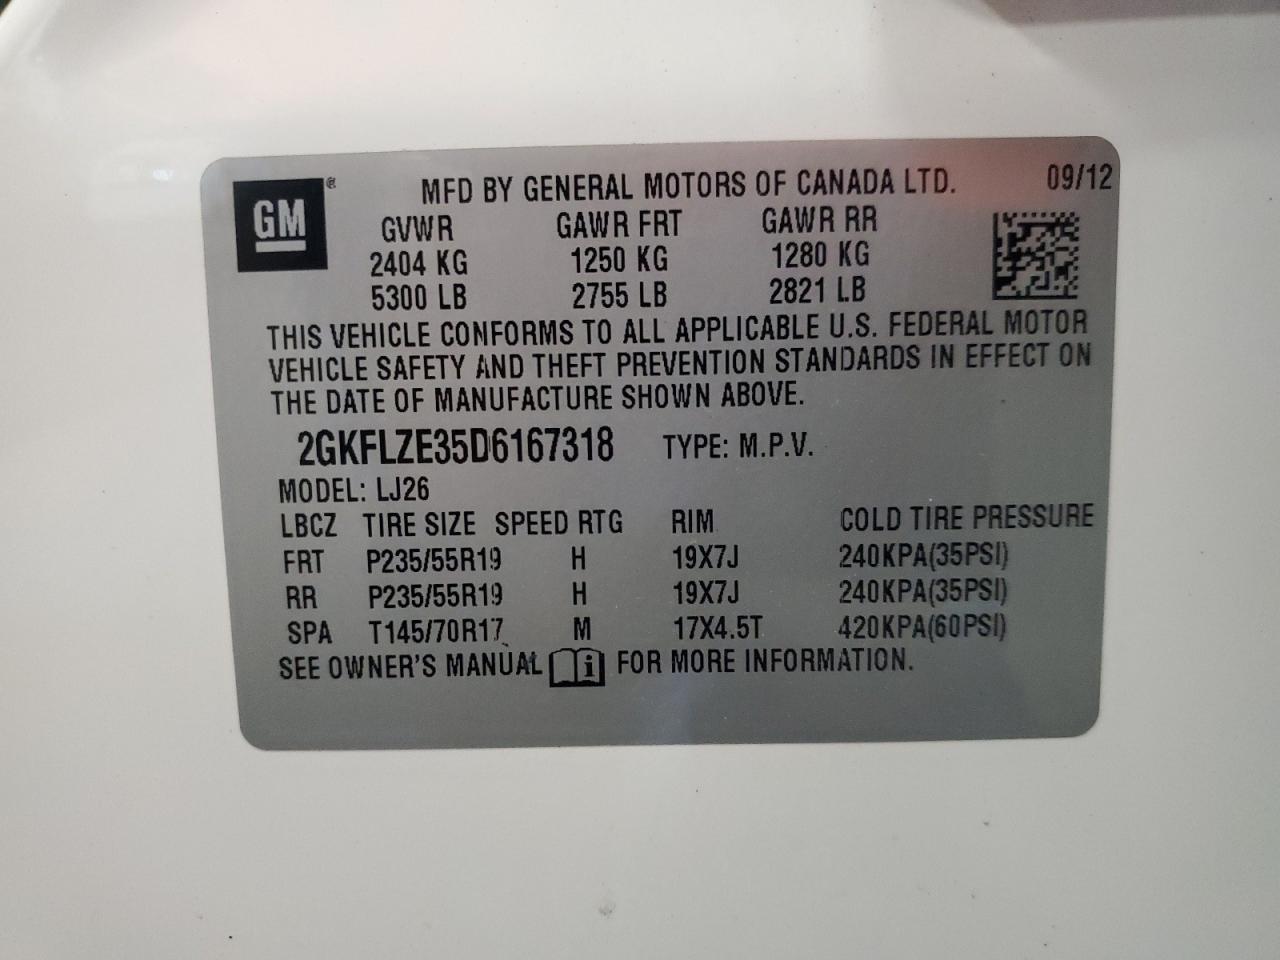 GM ® MFD BY GENERAL MOTORS OF CANADA LTD. 09/12
GVWR GAWR FRT GAWR RR
2404 KG 1250 KG 1280 KG
5300 LB 2755 LB 2821 LB
THIS VEHICLE CONFORMS TO ALL APPLICABLE U.S. FEDERAL MOTOR
VEHICLE SAFETY AND THEFT PREVENTION STANDARDS IN EFFECT ON
THE DATE OF MANUFACTURE SHOWN ABOVE.
2GKFLZE35D6167318 TYPE: M.P.V.
MODEL: LJ26
LBCZ TIRE SIZE SPEED RTG RIM COLD TIRE PRESSURE
FRT P235/55R19 H 19X7J 240KPA(35PSI)
RR P235/55R19 H 19X7J 240KPA(35PSI)
SPA T145/70R17 M 17X4.5T 420KPA(60PSI)
SEE OWNER'S MANUAL i FOR MORE INFORMATION.